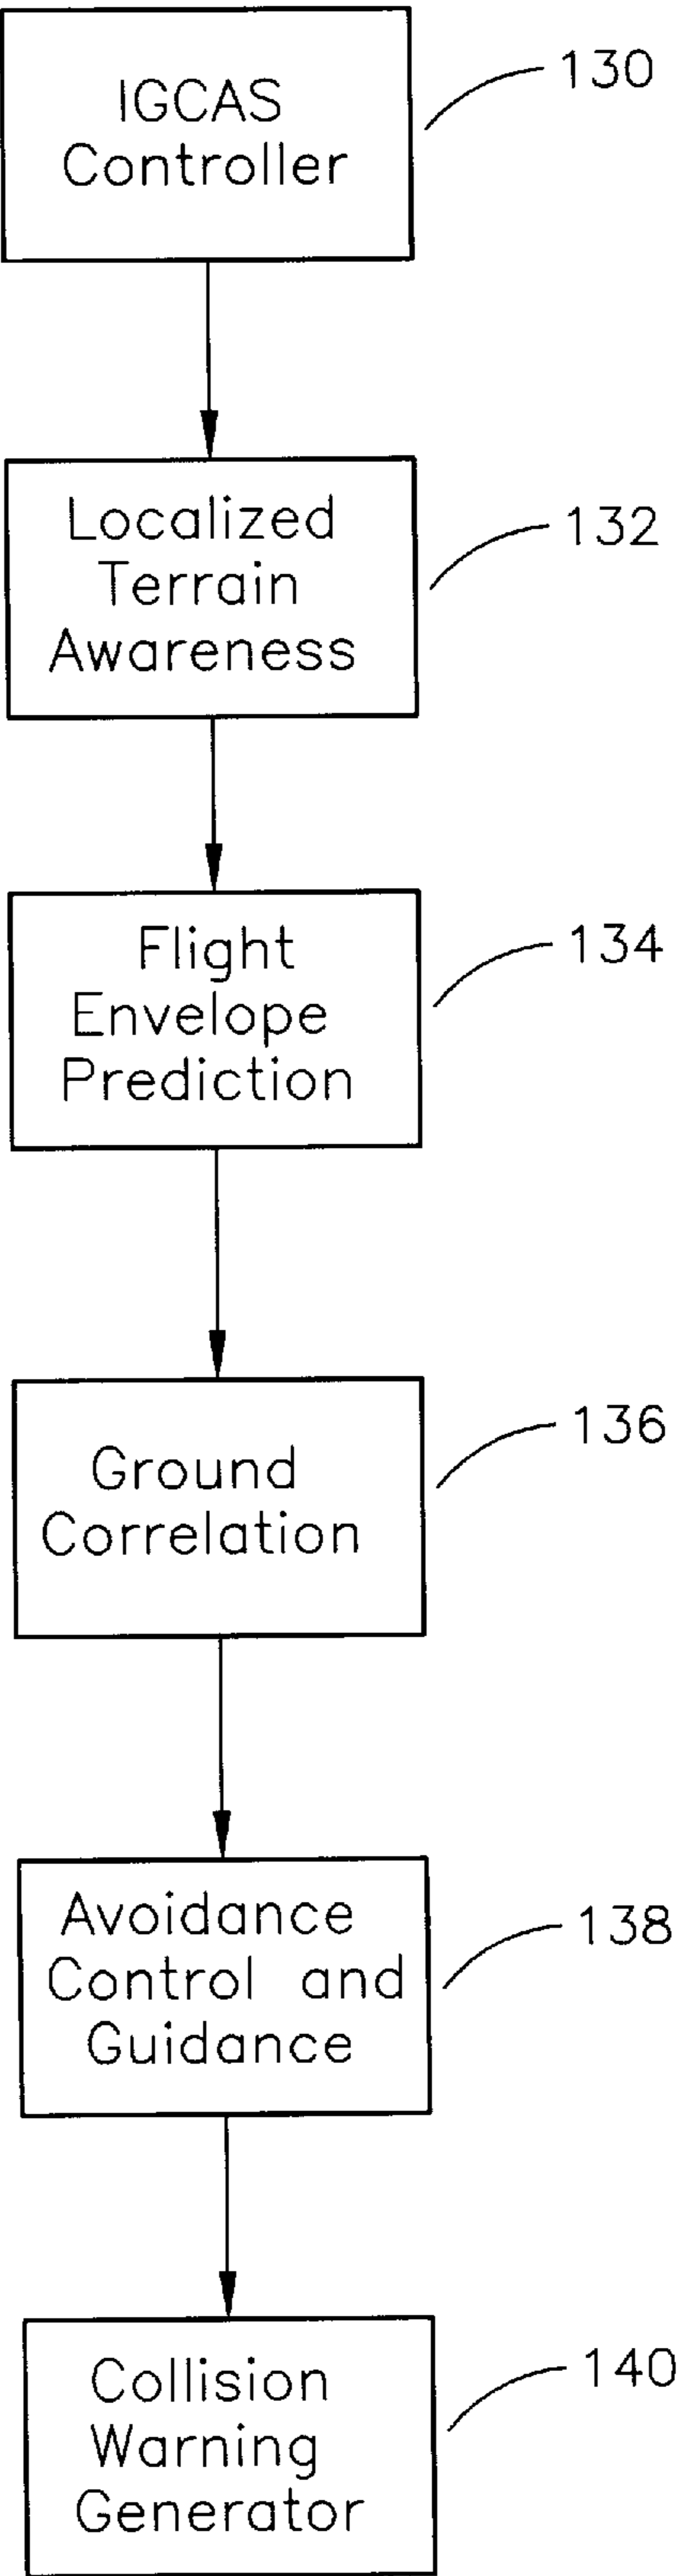 IGCAS
Controller
130
Localized
Terrain
Awareness
132
Flight
Envelope
Prediction
134
Ground
Correlation
136
Avoidance
Control and
Guidance
138
Collision
Warning
Generator
140